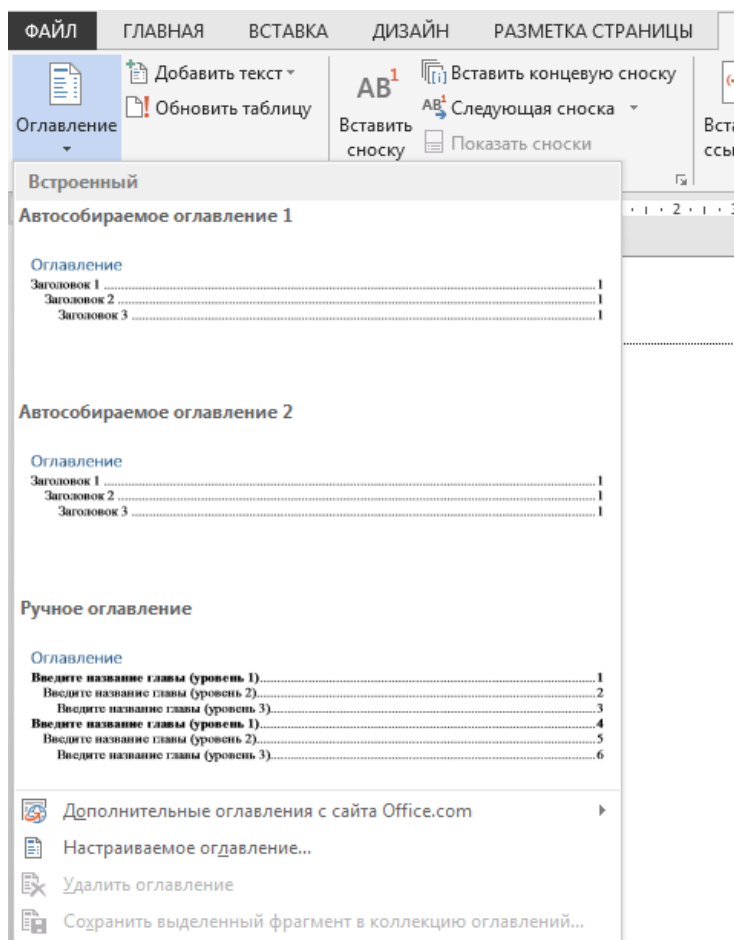 ФАЙЛ ГЛАВНАЯ ВСТАВКА ДИЗАЙН РАЗМЕТКА СТРАНИЦЫ
Оглавление
Добавить текст
Обновить таблицу
AB1
Вставить
сноску
[i] Вставить концевую сноску
AB1 Следующая сноска
Показать сноски
Вста
ссы
2 · 3
Встроенный
Автособираемое оглавление 1
Оглавление
Заголовок 1 ... 1
Заголовок 2 ... 1
Заголовок 3 ... 1
Автособираемое оглавление 2
Оглавление
Заголовок 1 ... 1
Заголовок 2 ... 1
Заголовок 3 ... 1
Ручное оглавление
Оглавление
Введите название главы (уровень 1)...1
Введите название главы (уровень 2)...2
Введите название главы (уровень 3)...3
Введите название главы (уровень 1)...4
Введите название главы (уровень 2)...5
Введите название главы (уровень 3)...6
Дополнительные оглавления с сайта Office.com
Настраиваемое оглавление...
Удалить оглавление
Сохранить выделенный фрагмент в коллекцию оглавлений...